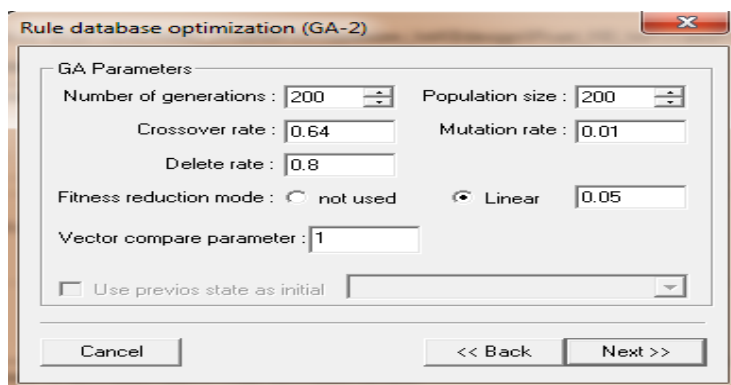 Rule database optimization (GA-2)
GA Parameters
Number of generations : 200 Population size : 200
Crossover rate : 0.64 Mutation rate : 0.01
Delete rate : 0.8
Fitness reduction mode : not used Linear 0.05
Vector compare parameter : 1
Use previos state as initial
Cancel << Back Next >>